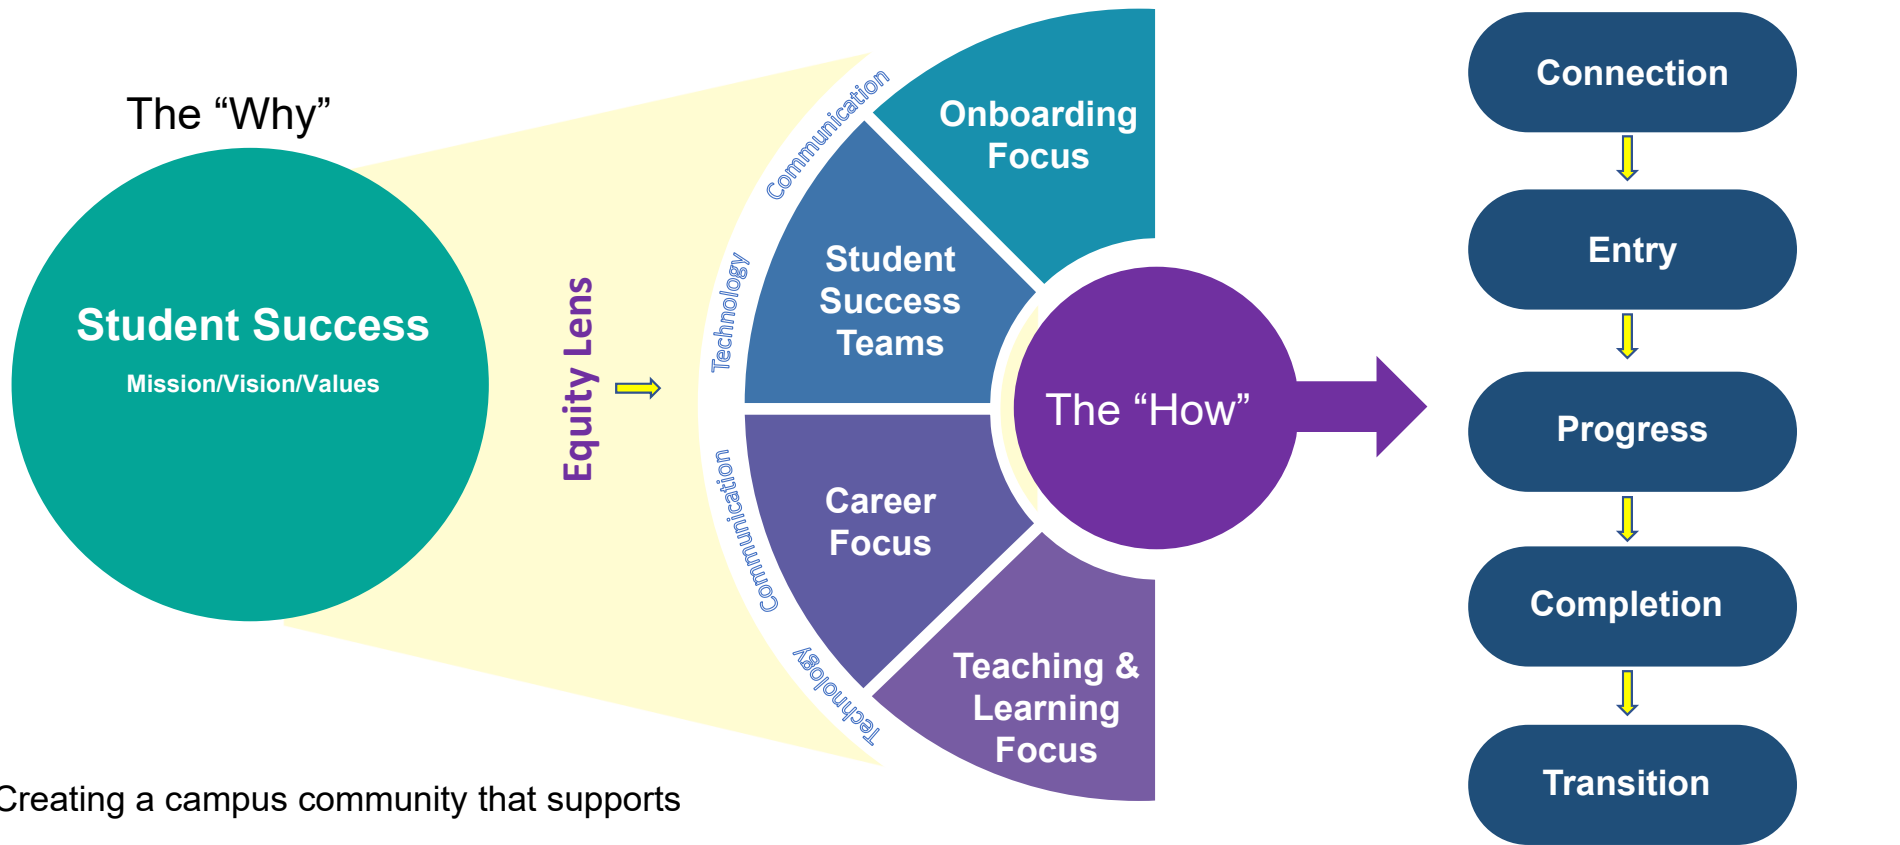 The “Why”
Student Success
Mission/Vision/Values
Equity Lens
Communication
Technology
Communication
Technology
Onboarding
Focus
Student
Success
Teams
Career
Focus
Teaching &
Learning
Focus
The “How”
Connection
Entry
Progress
Completion
Transition
Creating a campus community that supports